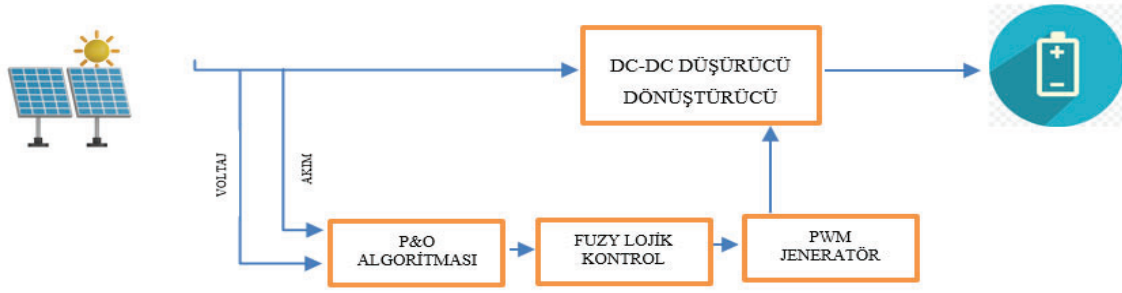 DC-DC DÜŞÜRÜCÜ
DÖNÜŞTÜRÜCÜ
VOLTAJ
AKIM
P&O
ALGORİTMASI
FUZY LOJİK
KONTROL
PWM
JENERATÖR